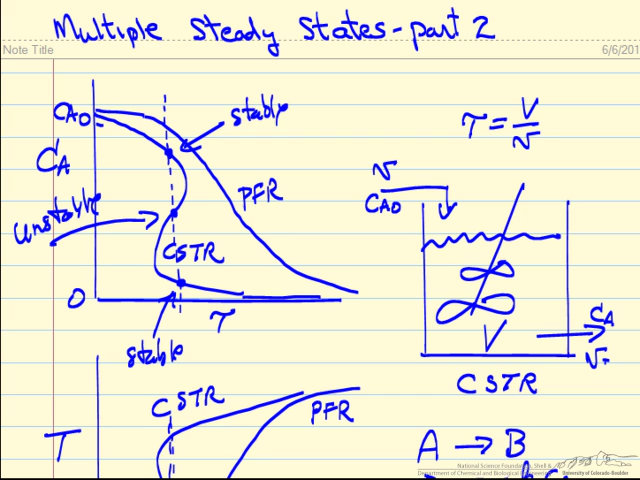 Multiple Steady States - part 2
Note Title
6/6/201
CA0
CA
stable
unstable
PFR
CSTR
0
τ
stable
τ = V/v
v
CA0
V
CA
v
CSTR
T
CSTR
PFR
A → B
National Science Foundation, Shell &
Department of Chemical and Biological Engineering
University of Colorado-Boulder